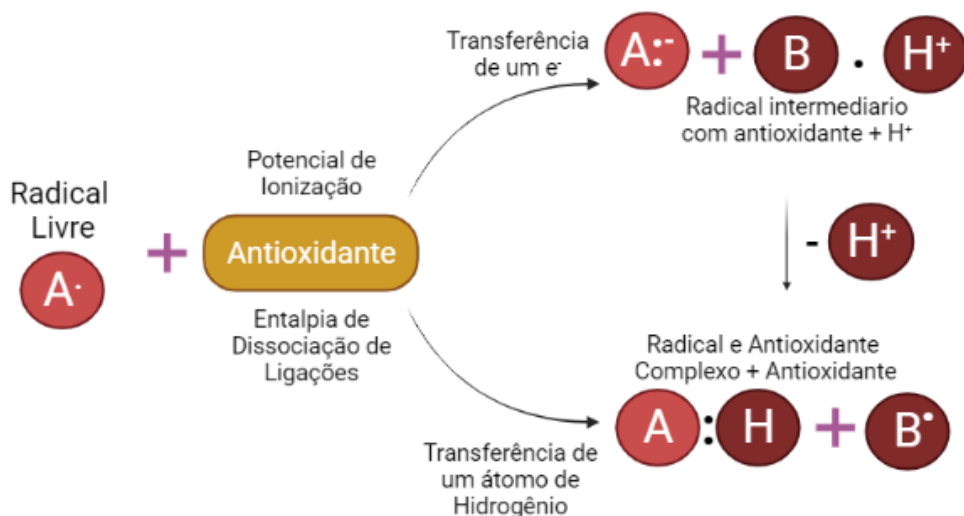 Transferência
de um e-
A:- + B . H+
Radical intermediario
com antioxidante + H+
Potencial de
Ionização
Radical
Livre
A· + Antioxidante
- H+
Entalpia de
Dissociação de
Ligações
Radical e Antioxidante
Complexo + Antioxidante
A : H + B•
Transferência de
um átomo de
Hidrogênio